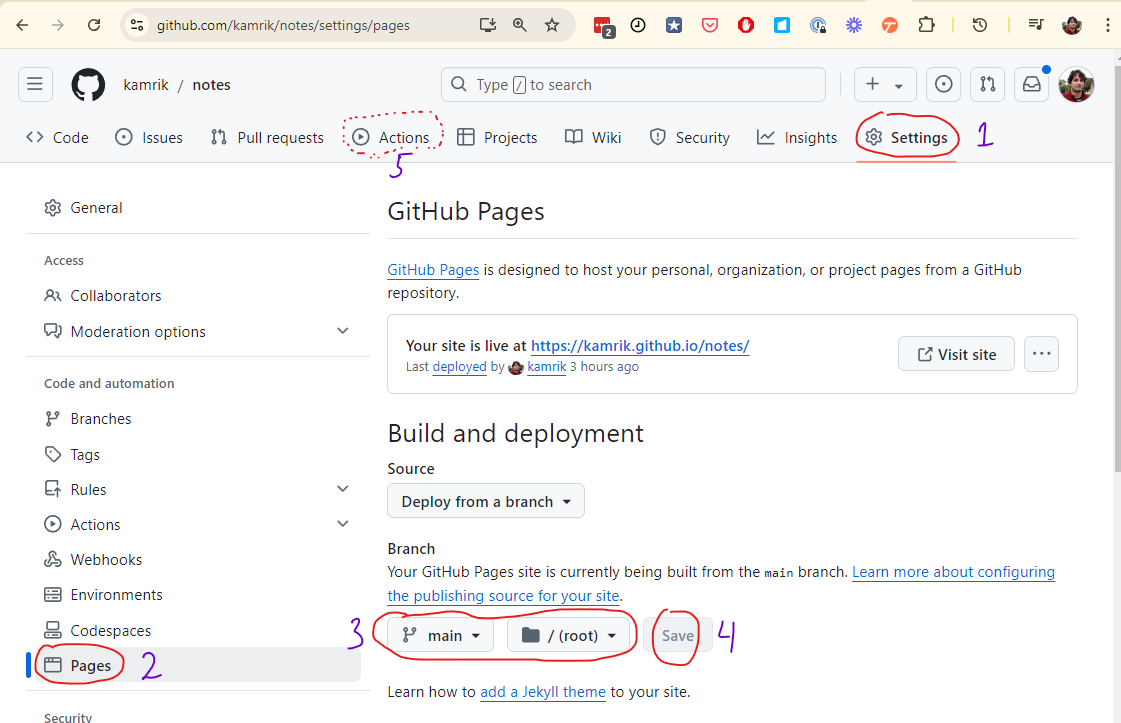 github.com/kamrik/notes/settings/pages
2
kamrik / notes
Type / to search
Code
Issues
Pull requests
Actions
Projects
Wiki
Security
Insights
Settings
1
5
General
Access
Collaborators
Moderation options
Code and automation
Branches
Tags
Rules
Actions
Webhooks
Environments
Codespaces
Pages
2
Security
GitHub Pages
GitHub Pages is designed to host your personal, organization, or project pages from a GitHub
repository.
Your site is live at https://kamrik.github.io/notes/
Last deployed by kamrik 3 hours ago
Visit site
Build and deployment
Source
Deploy from a branch
Branch
Your GitHub Pages site is currently being built from the main branch. Learn more about configuring
the publishing source for your site.
3
main
/ (root)
Save
4
Learn how to add a Jekyll theme to your site.